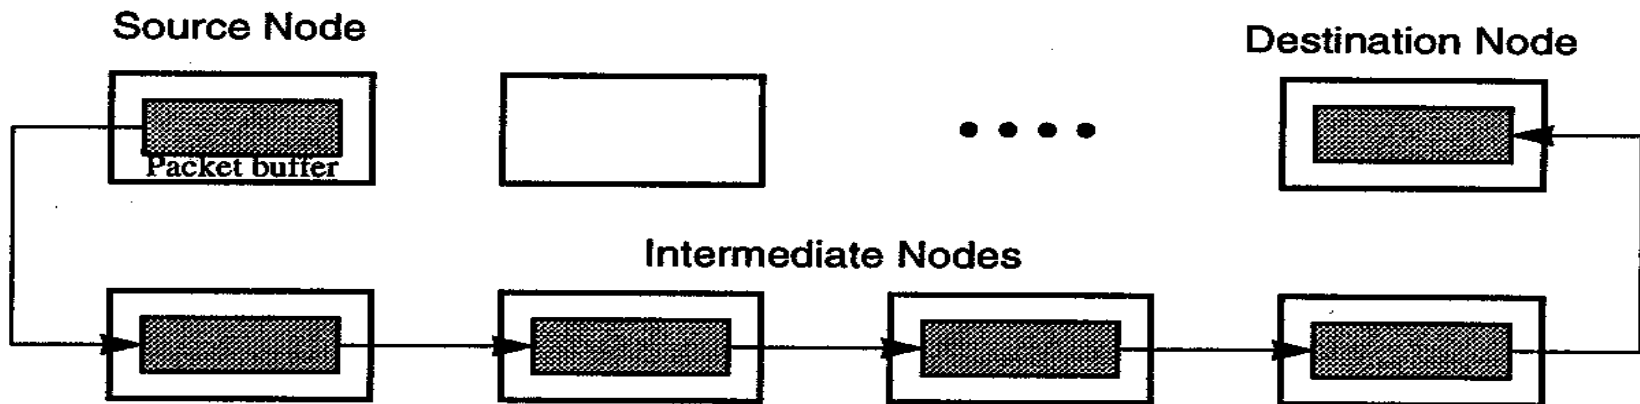 Source Node
Destination Node
Packet buffer
Intermediate Nodes